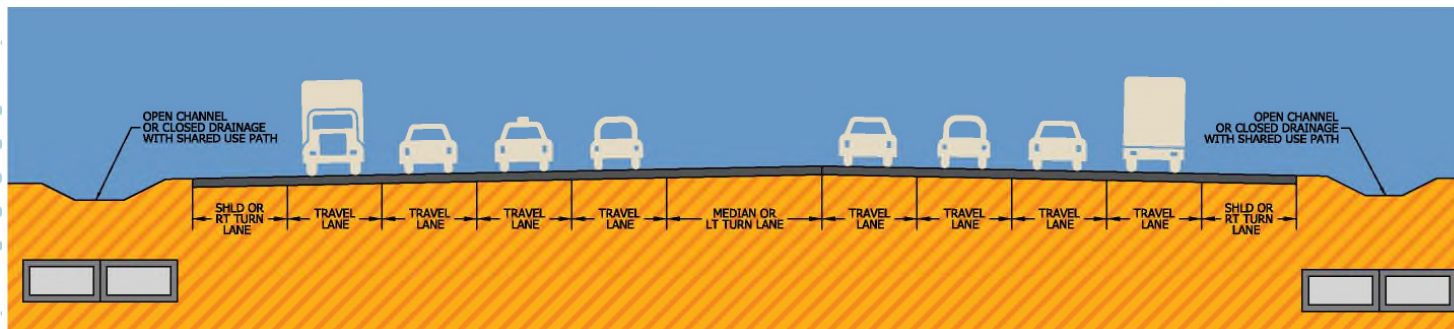 OPEN CHANNEL
OR CLOSED DRAINAGE
WITH SHARED USE PATH
OPEN CHANNEL
OR CLOSED DRAINAGE
WITH SHARED USE PATH
SHLD OR
RT TURN
LANE
TRAVEL
LANE
TRAVEL
LANE
TRAVEL
LANE
TRAVEL
LANE
MEDIAN OR
LT TURN LANE
TRAVEL
LANE
TRAVEL
LANE
TRAVEL
LANE
TRAVEL
LANE
SHLD OR
RT TURN
LANE